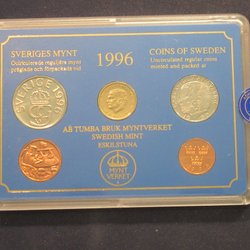 SVERIGES MYNT
Ocirkulerade reguljära mynt
präglade och förpackade vid
1996
COINS OF SWEDEN
Uncirculated regular coins
minted and packed at
SVERIGE 1996
AB TUMBA BRUK MYNTVERKET
SWEDISH MINT
ESKILSTUNA
MYNT
VERKET